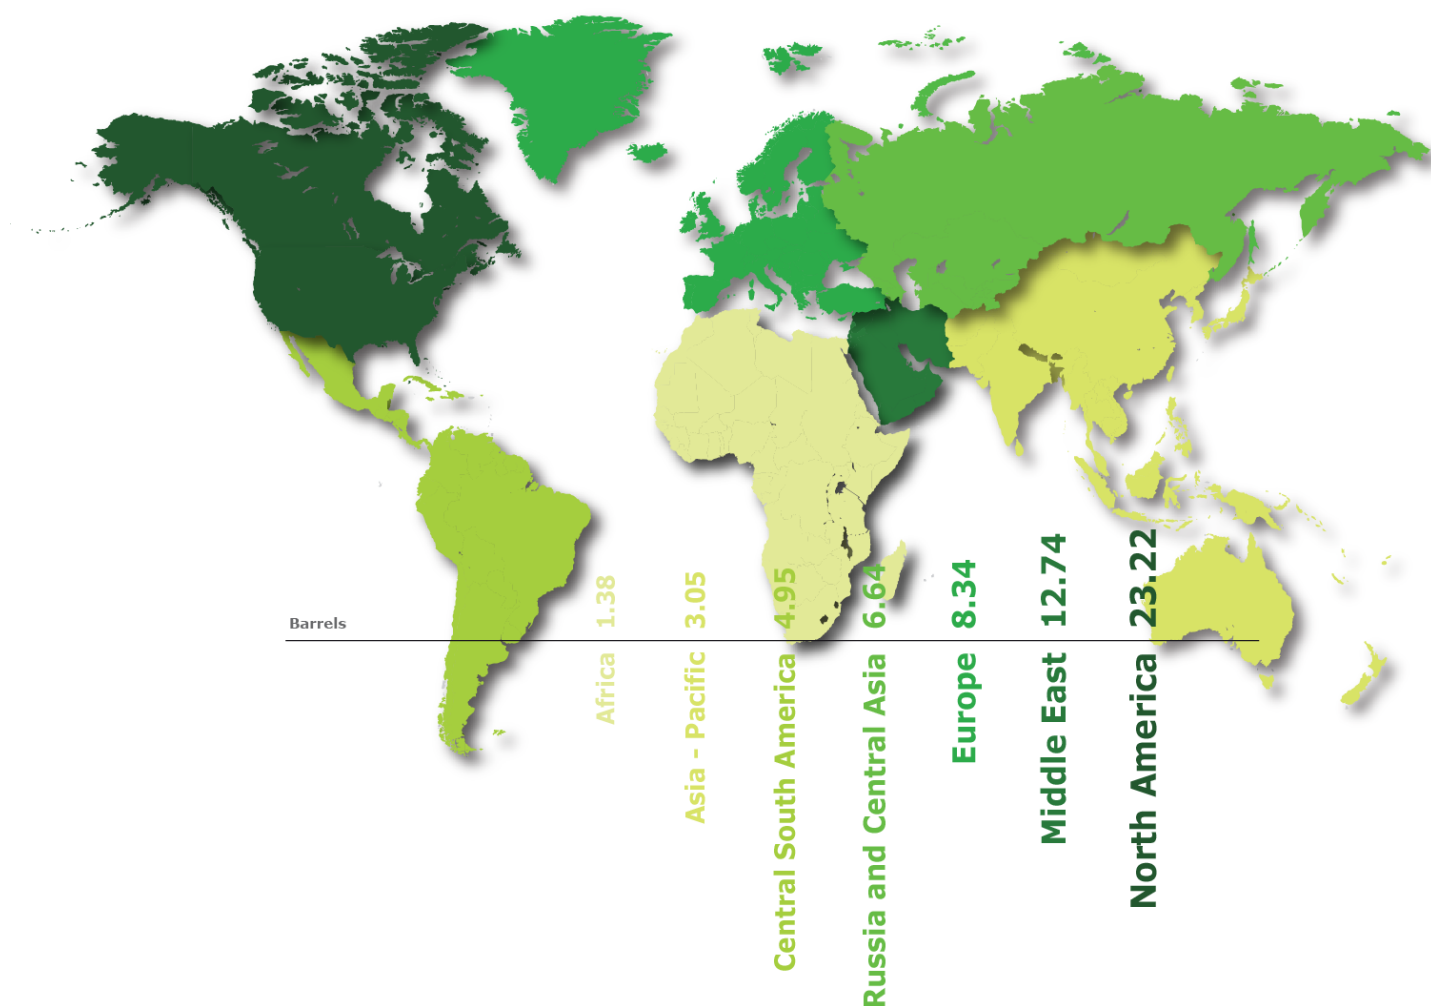 Barrels
Africa 1.38
Asia - Pacific 3.05
Central South America 4.95
Russia and Central Asia 6.64
Europe 8.34
Middle East 12.74
North America 23.22